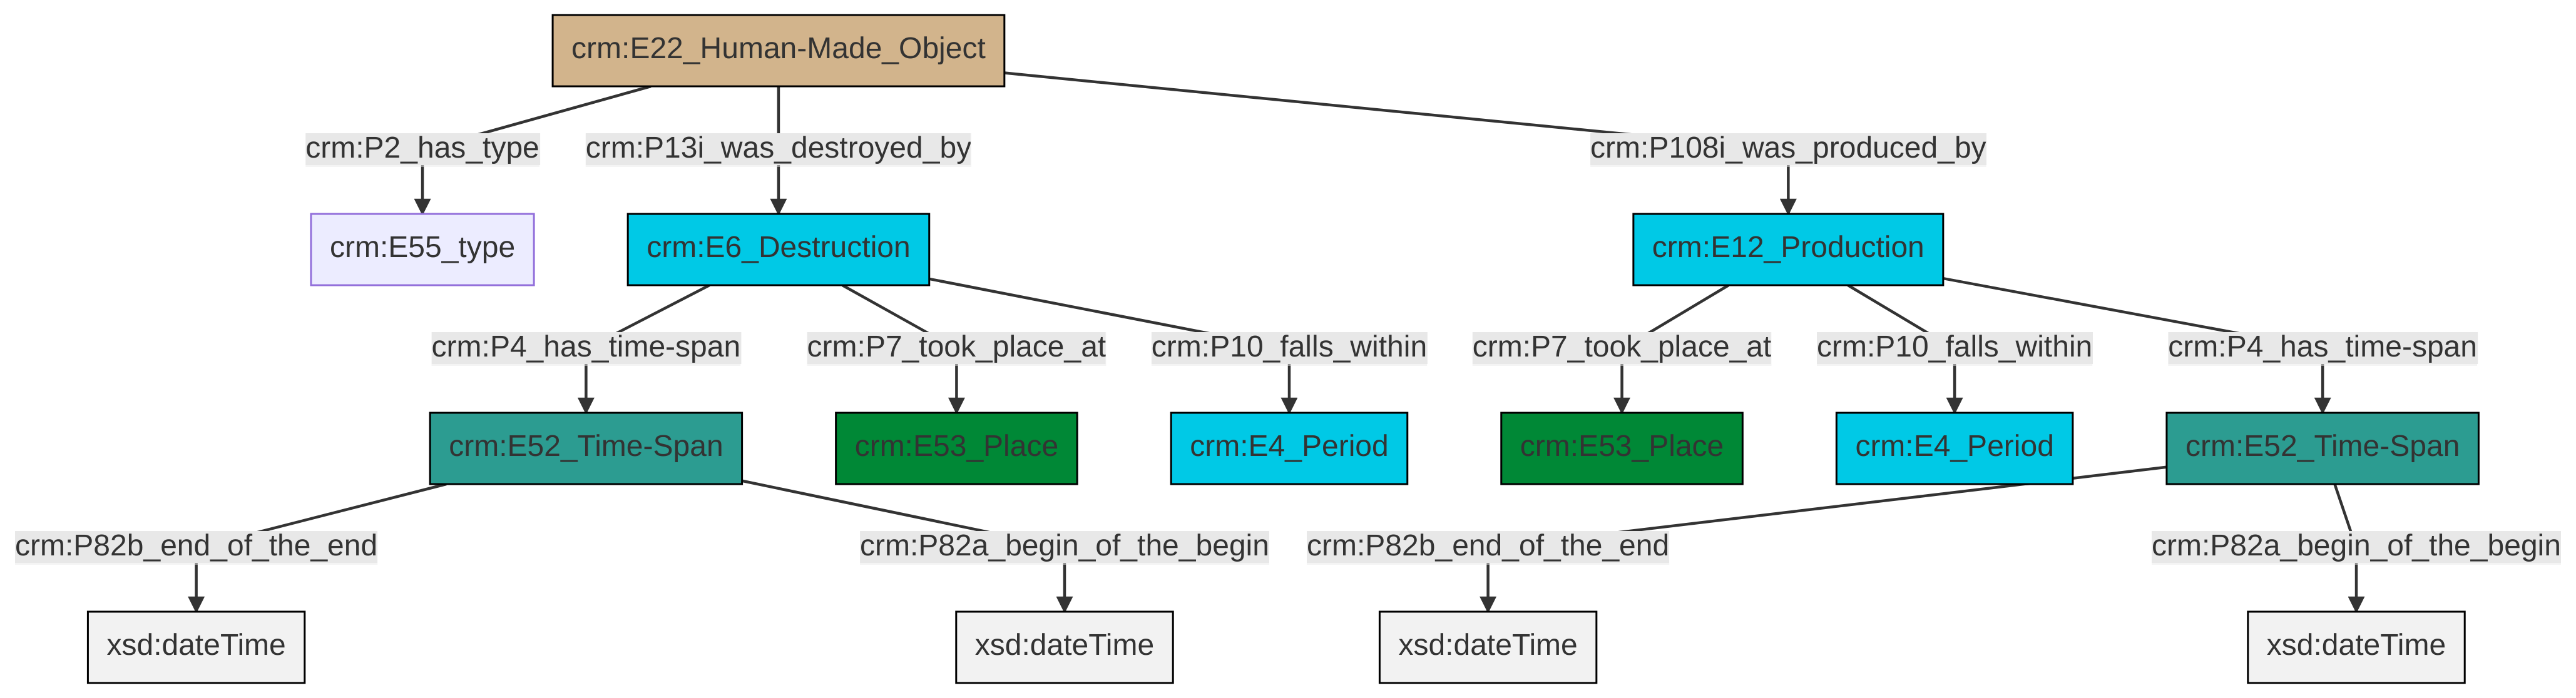 crm:E22_Human-Made_Object
crm:P2_has_type
crm:P13i_was_destroyed_by
crm:P108i_was_produced_by
crm:E55_type
crm:E6_Destruction
crm:E12_Production
crm:P4_has_time-span
crm:P7_took_place_at
crm:P10_falls_within
crm:P7_took_place_at
crm:P10_falls_within
crm:P4_has_time-span
crm:E52_Time-Span
crm:E53_Place
crm:E4_Period
crm:E53_Place
crm:E4_Period
crm:E52_Time-Span
crm:P82b_end_of_the_end
crm:P82a_begin_of_the_begin
crm:P82b_end_of_the_end
crm:P82a_begin_of_the_begin
xsd:dateTime
xsd:dateTime
xsd:dateTime
xsd:dateTime